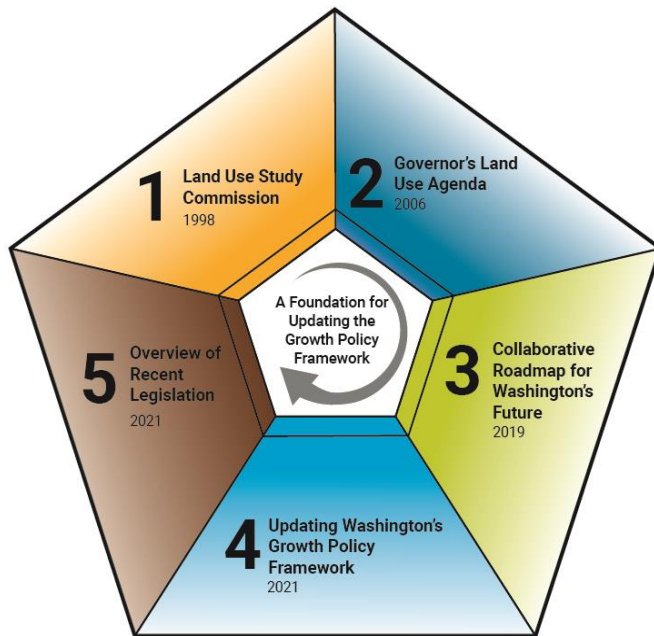 1
Land Use Study
Commission
1998
2
Governor's Land
Use Agenda
2006
3
Collaborative
Roadmap for
Washington's
Future
2019
4
Updating Washington's
Growth Policy
Framework
2021
5
Overview of
Recent
Legislation
2021
A Foundation for
Updating the
Growth Policy
Framework